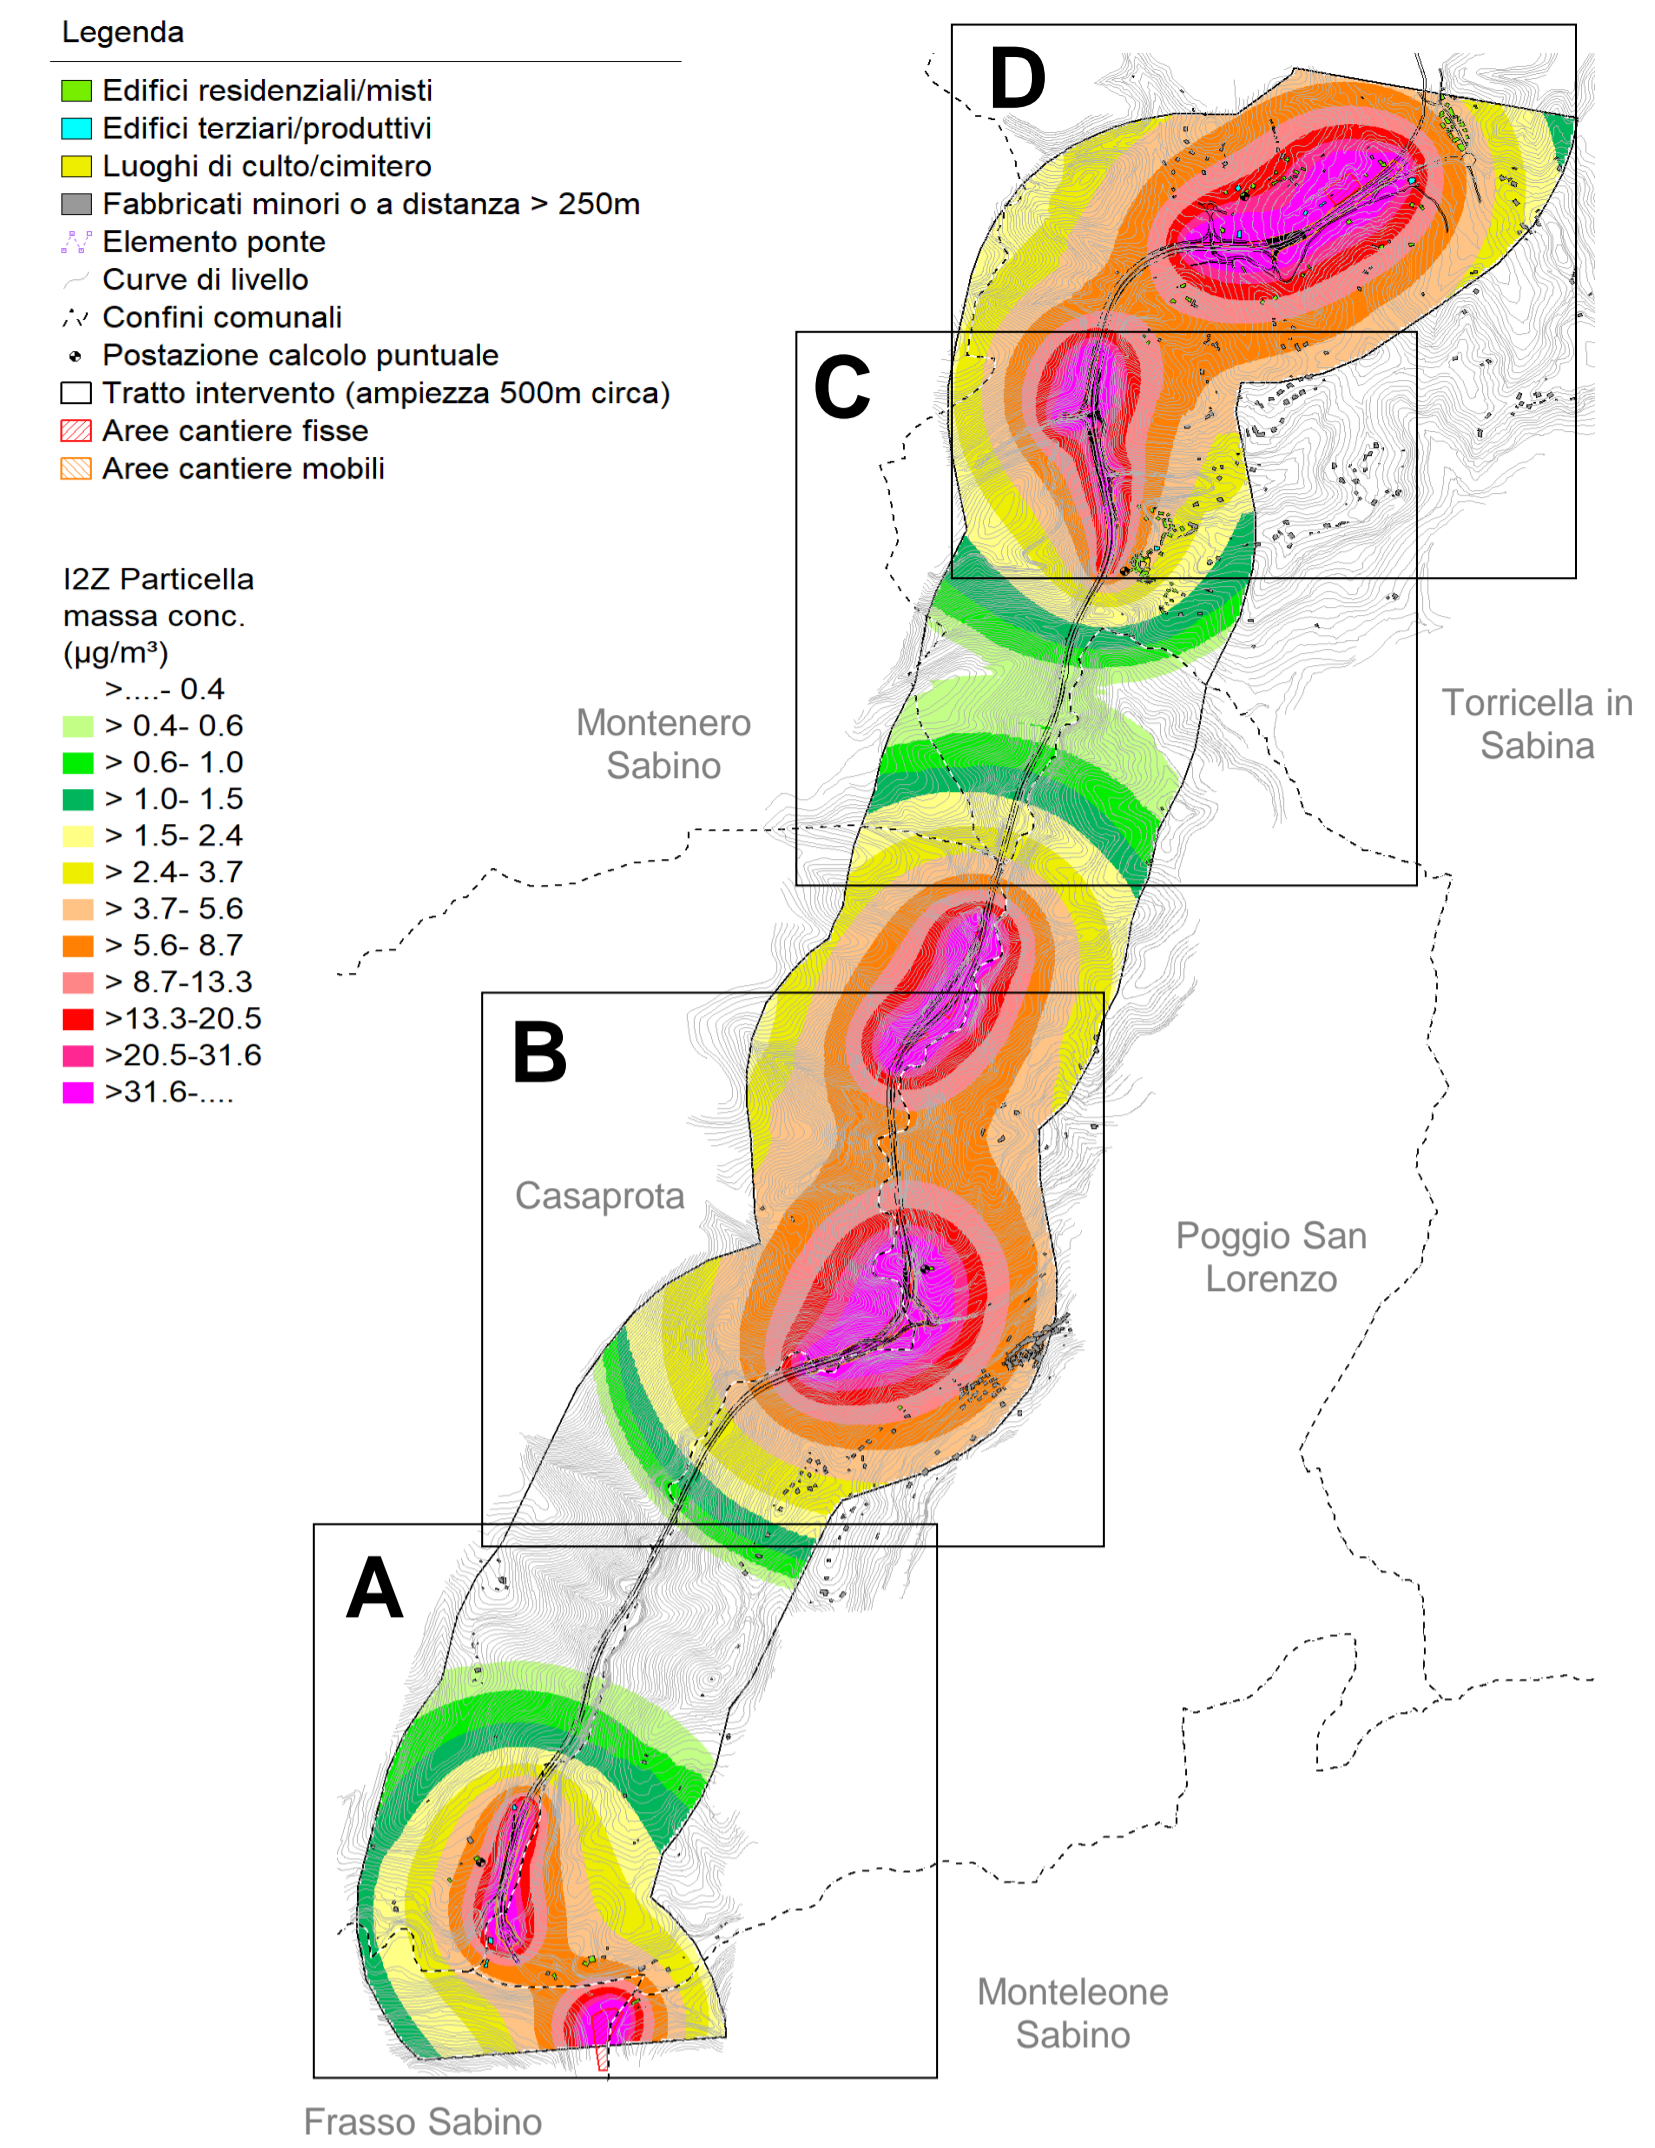 Legenda
Edifici residenziali/misti
Edifici terziari/produttivi
Luoghi di culto/cimitero
Fabbricati minori o a distanza > 250m
Elemento ponte
Curve di livello
Confini comunali
Postazione calcolo puntuale
Tratto intervento (ampiezza 500m circa)
Aree cantiere fisse
Aree cantiere mobili
I2Z Particella
massa conc.
(µg/m³)
>....- 0.4
> 0.4- 0.6
> 0.6- 1.0
> 1.0- 1.5
> 1.5- 2.4
> 2.4- 3.7
> 3.7- 5.6
> 5.6- 8.7
> 8.7-13.3
>13.3-20.5
>20.5-31.6
>31.6-....
D
C
Montenero
Sabino
Torricella in
Sabina
B
Casaprota
Poggio San
Lorenzo
A
Monteleone
Sabino
Frasso Sabino